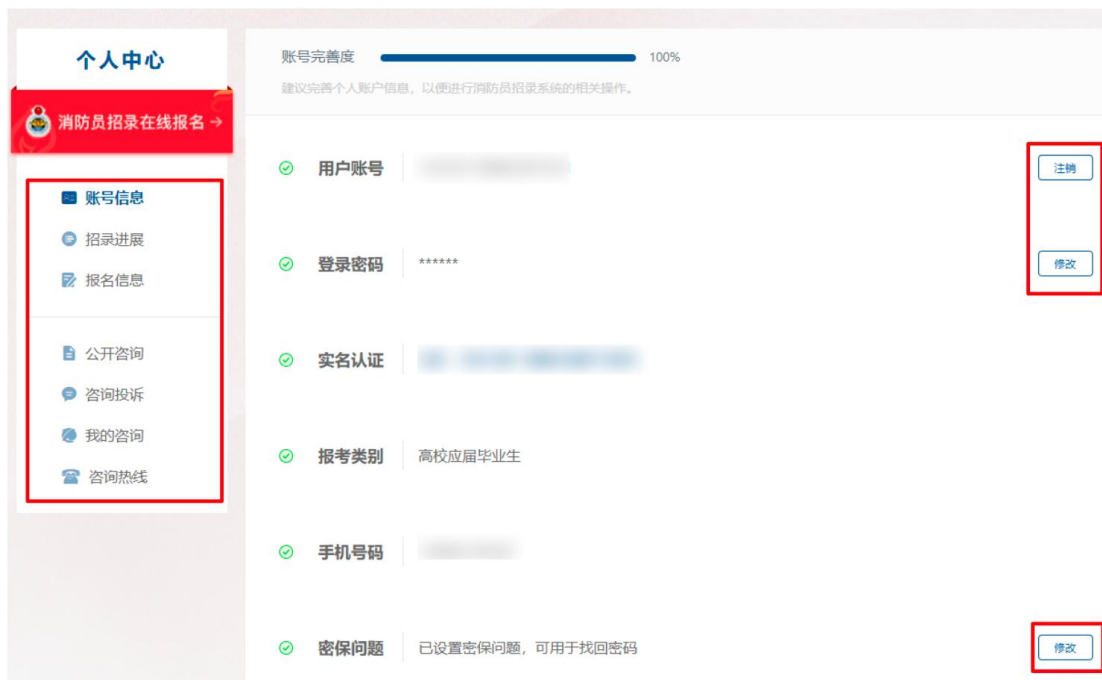 个人中心
消防员招录在线报名→
账号信息
招录进展
报名信息
公开咨询
咨询投诉
我的咨询
咨询热线
账号完善度 100%
建议完善个人账户信息，以便进行消防员招录系统的相关操作。
用户账号 注销
登录密码 ****** 修改
实名认证
报考类别 高校应届毕业生
手机号码
密保问题 已设置密保问题，可用于找回密码 修改